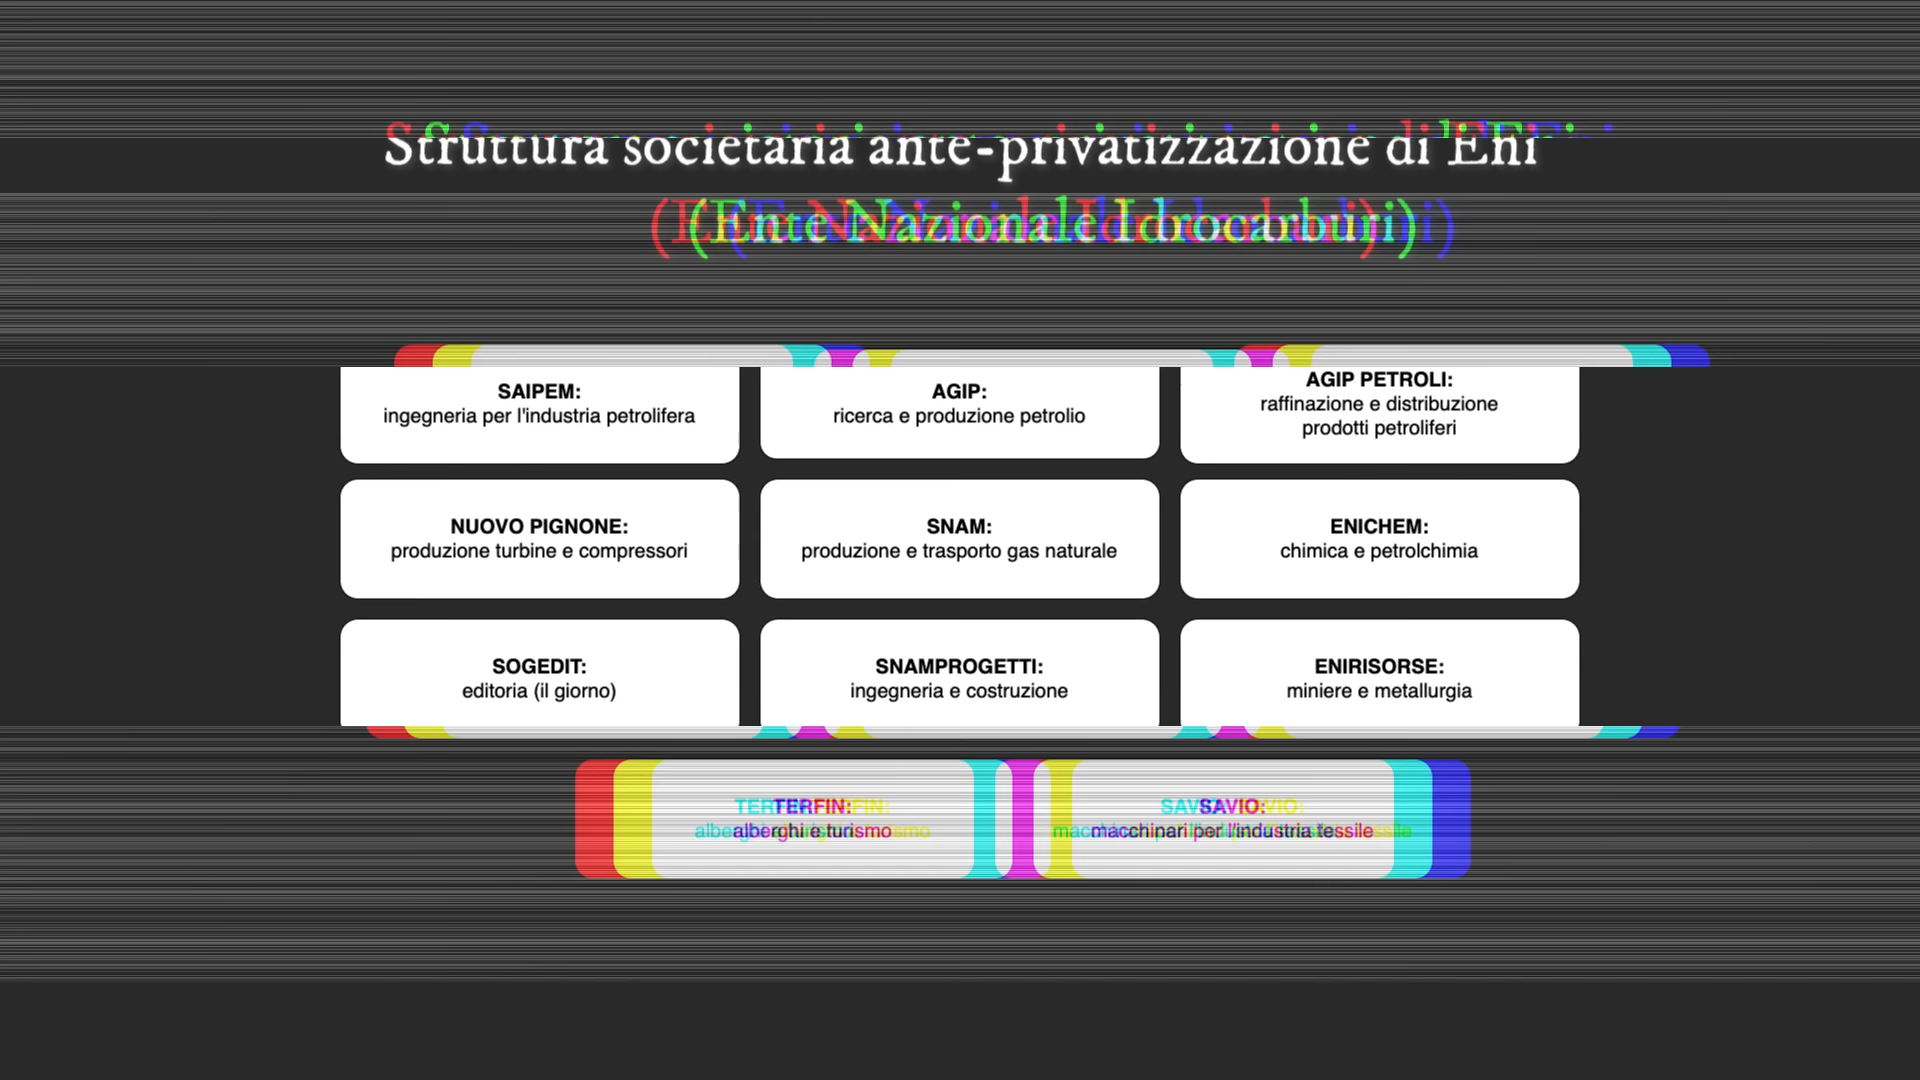 Struttura societaria ante-privatizzazione di Eni
(Ente Nazionale Idrocarburi)
SAIPEM:
ingegneria per l'industria petrolifera
AGIP:
ricerca e produzione petrolio
AGIP PETROLI:
raffinazione e distribuzione
prodotti petroliferi
NUOVO PIGNONE:
produzione turbine e compressori
SNAM:
produzione e trasporto gas naturale
ENICHEM:
chimica e petrolchimia
SOGEDIT:
editoria (il giorno)
SNAMPROGETTI:
ingegneria e costruzione
ENIRISORSE:
miniere e metallurgia
TERFIN:
alberghi e turismo
SAVIO:
macchinari per l'industria tessile